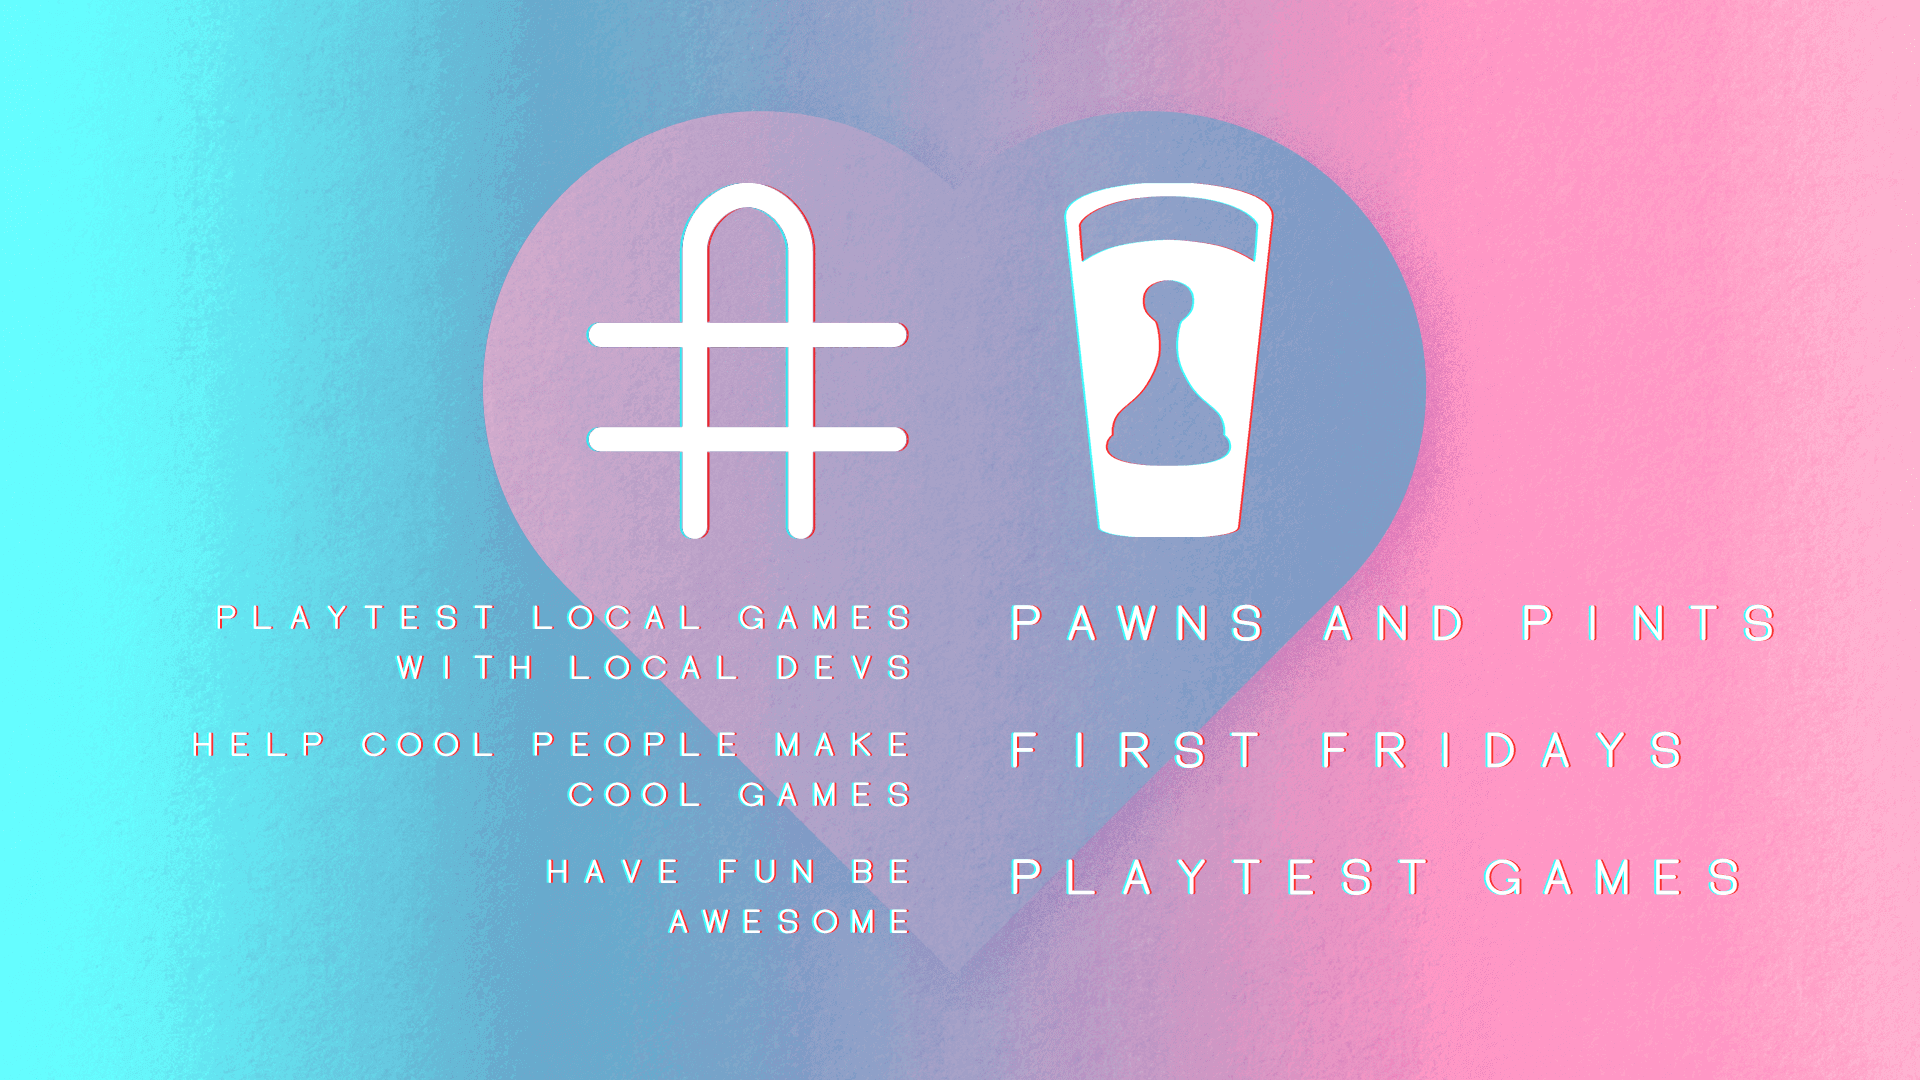 PLAYTEST LOCAL GAMES
WITH LOCAL DEVS
HELP COOL PEOPLE MAKE
COOL GAMES
HAVE FUN BE
AWESOME
PAWNS AND PINTS
FIRST FRIDAYS
PLAYTEST GAMES